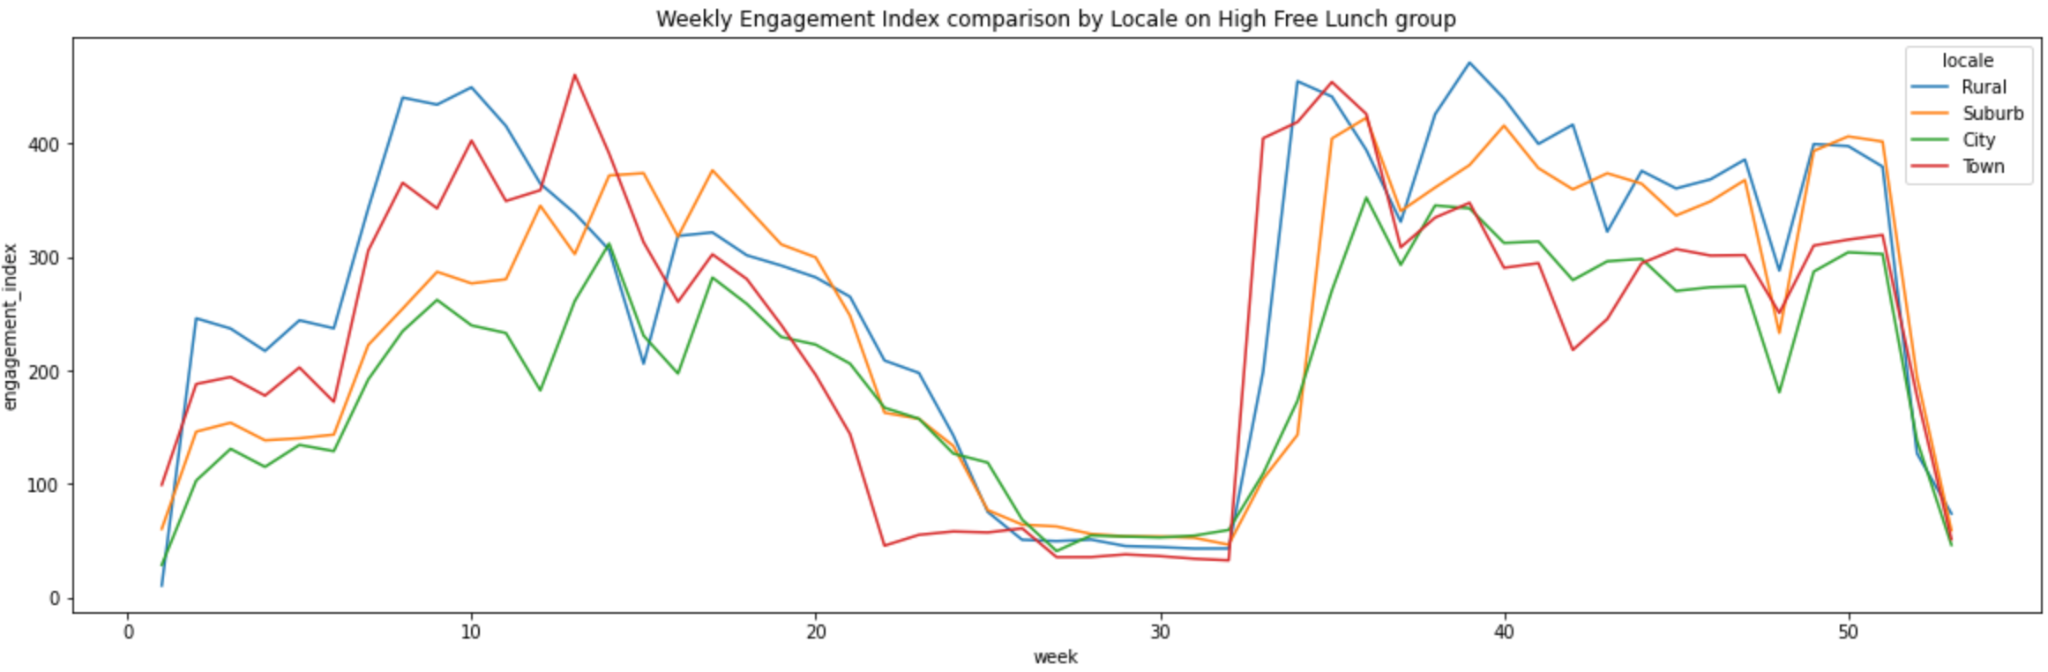 Weekly Engagement Index comparison by Locale on High Free Lunch group
locale
Rural
Suburb
City
Town
engagement_index
400
300
200
100
0
0 10 20 30 40 50
week